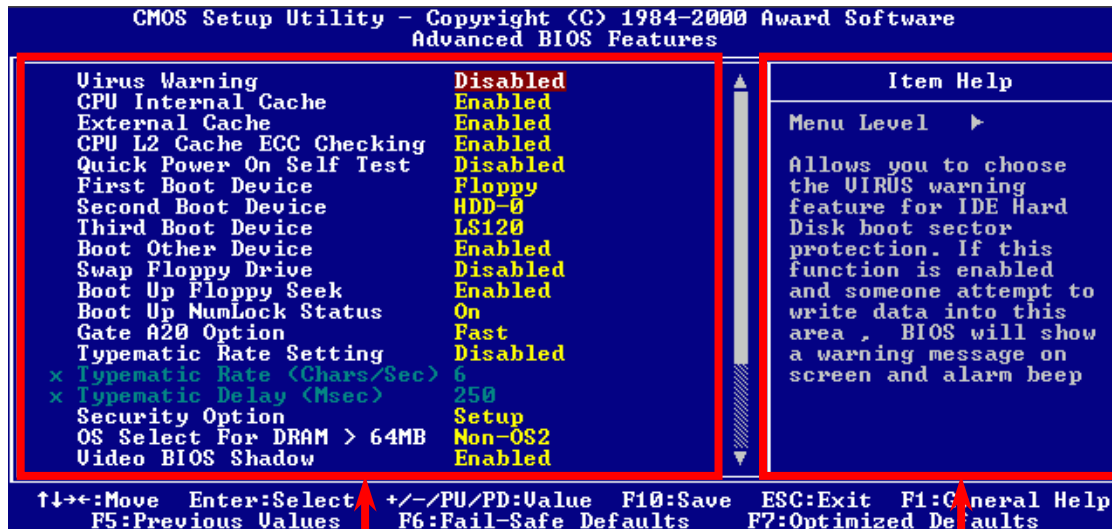 CMOS Setup Utility – Copyright (C) 1984–2000 Award Software
Advanced BIOS Features
Virus Warning Disabled
CPU Internal Cache Enabled
External Cache Enabled
CPU L2 Cache ECC Checking Enabled
Quick Power On Self Test Disabled
First Boot Device Floppy
Second Boot Device HDD-0
Third Boot Device LS120
Boot Other Device Enabled
Swap Floppy Drive Disabled
Boot Up Floppy Seek Enabled
Boot Up NumLock Status On
Gate A20 Option Fast
Typematic Rate Setting Disabled
x Typematic Rate (Chars/Sec) 6
x Typematic Delay (Msec) 250
Security Option Setup
OS Select For DRAM > 64MB Non-OS2
Video BIOS Shadow Enabled
Item Help
Menu Level ▶
Allows you to choose
the VIRUS warning
feature for IDE Hard
Disk boot sector
protection. If this
function is enabled
and someone attempt to
write data into this
area , BIOS will show
a warning message on
screen and alarm beep
↑↓→←:Move Enter:Select +/-/PU/PD:Value F10:Save ESC:Exit F1:General Help
F5:Previous Values F6:Fail-Safe Defaults F7:Optimized Defaults